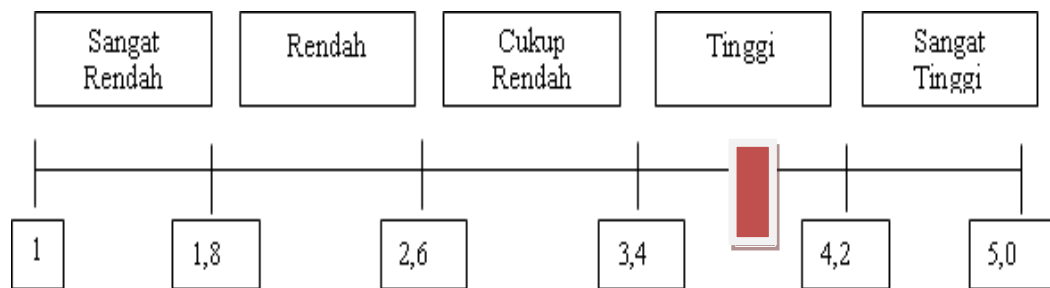 Sangat
Rendah
Rendah
Cukup
Rendah
Tinggi
Sangat
Tinggi
1
1,8
2,6
3,4
4,2
5,0